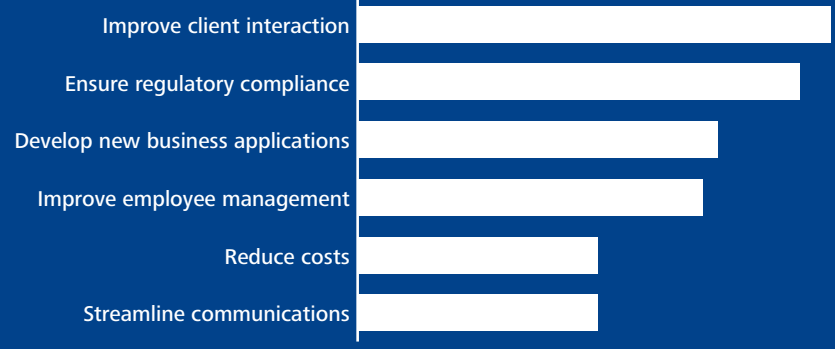 Improve client interaction
Ensure regulatory compliance
Develop new business applications
Improve employee management
Reduce costs
Streamline communications